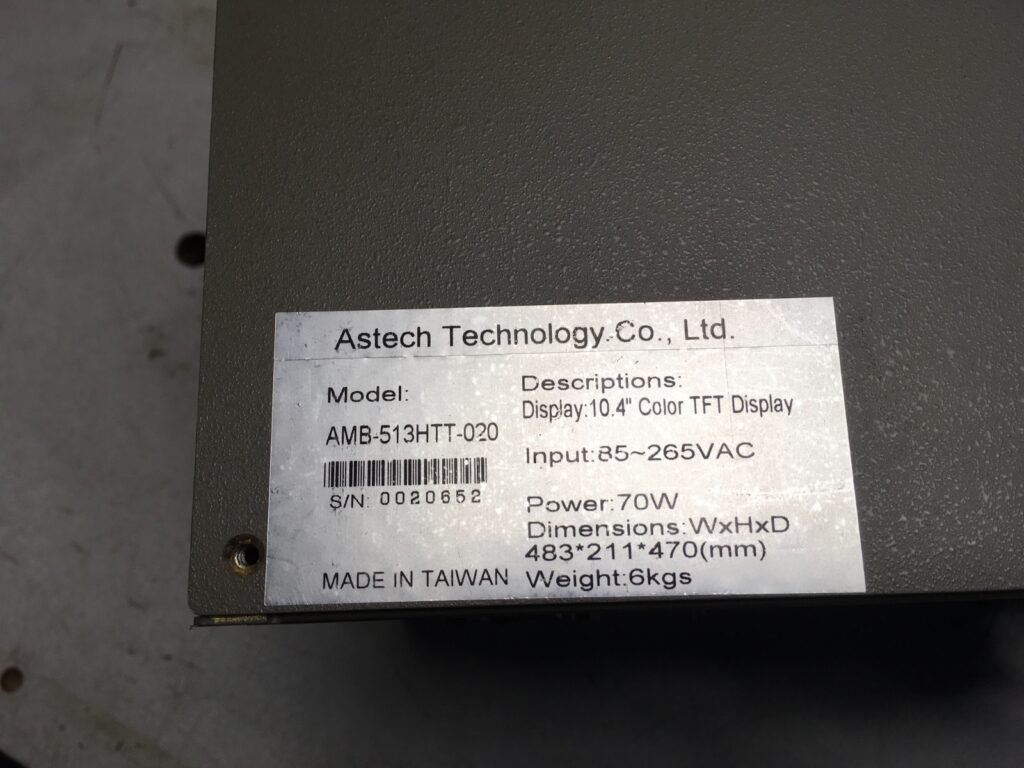 Astech Technology Co., Ltd.
Model:
AMB-513HTT-020
S/N: 0020652
MADE IN TAIWAN
Descriptions:
Display:10.4" Color TFT Display
Input:85~265VAC
Power:70W
Dimensions:WxHxD
483*211*470(mm)
Weight:6kgs